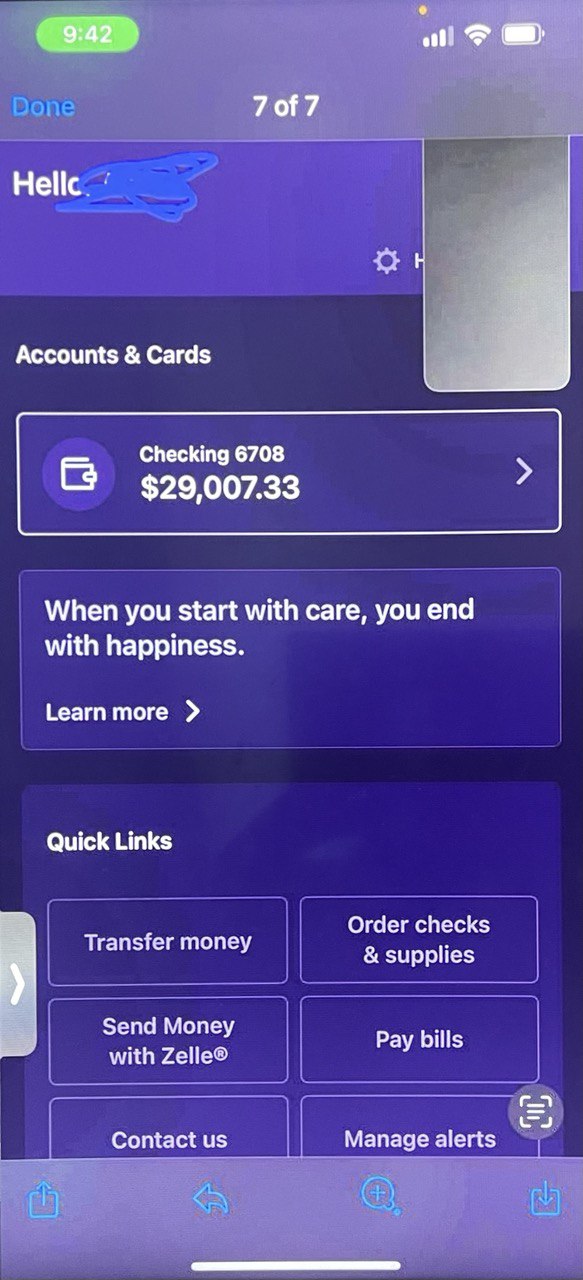 9:42
Done
7 of 7
Hello
Accounts & Cards
Checking 6708
$29,007.33
When you start with care, you end
with happiness.
Learn more
Quick Links
Transfer money
Order checks
& supplies
Send Money
with Zelle®
Pay bills
Contact us
Manage alerts